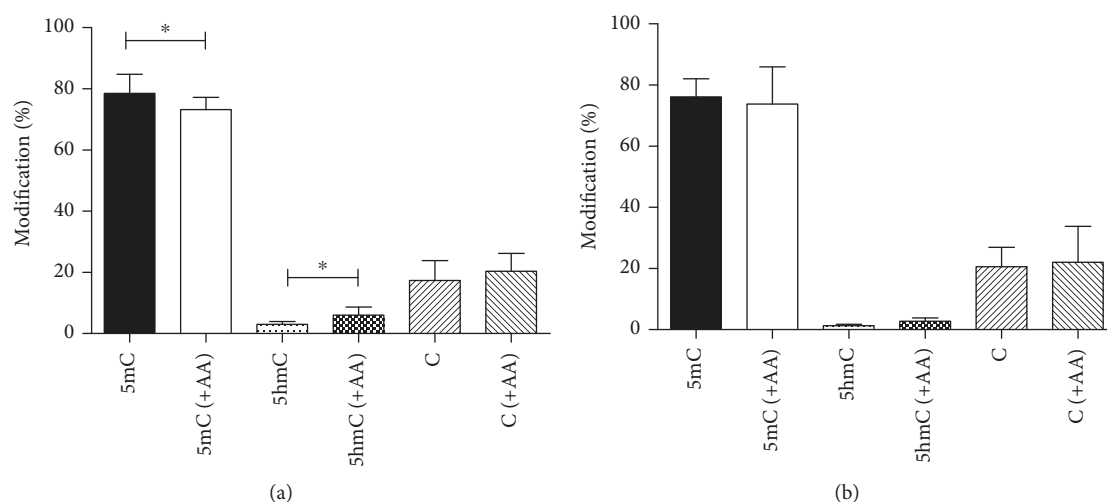 Modification (%)
100
80
60
40
20
0
*
*
5mC
5mC (+AA)
5hmC
5hmC (+AA)
C
C (+AA)
(a)
Modification (%)
100
80
60
40
20
0
5mC
5mC (+AA)
5hmC
5hmC (+AA)
C
C (+AA)
(b)